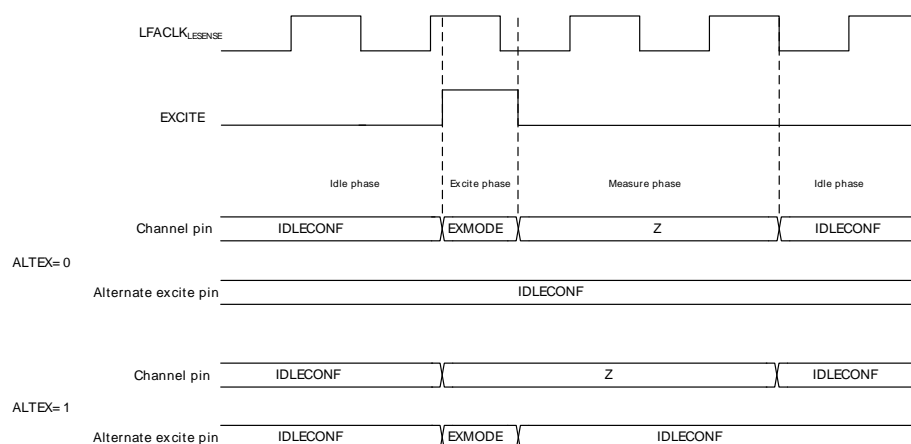 LFACLKLESENSE
EXCITE
Idle phase Excite phase Measure phase Idle phase
Channel pin IDLECONF EXMODE Z IDLECONF
ALTEX= 0
Alternate excite pin IDLECONF
Channel pin IDLECONF Z IDLECONF
ALTEX= 1
Alternate excite pin IDLECONF EXMODE IDLECONF